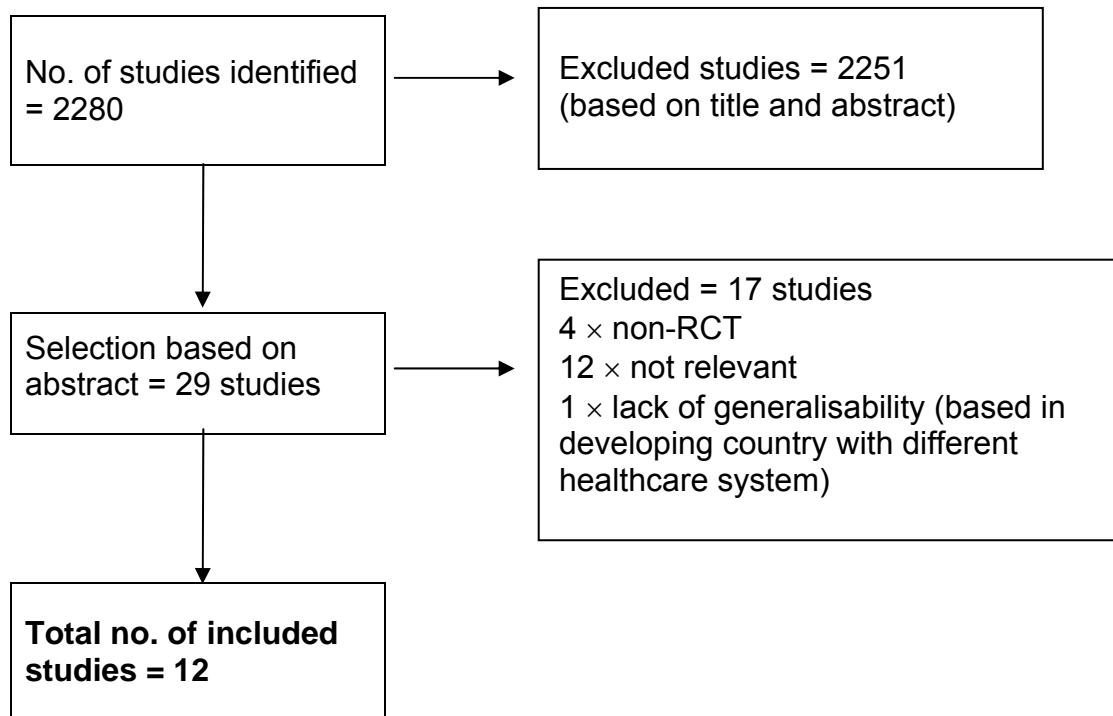 No. of studies identified
= 2280
Excluded studies = 2251
(based on title and abstract)
Selection based on
abstract = 29 studies
Excluded = 17 studies
4 × non-RCT
12 × not relevant
1 × lack of generalisability (based in
developing country with different
healthcare system)
Total no. of included
studies = 12